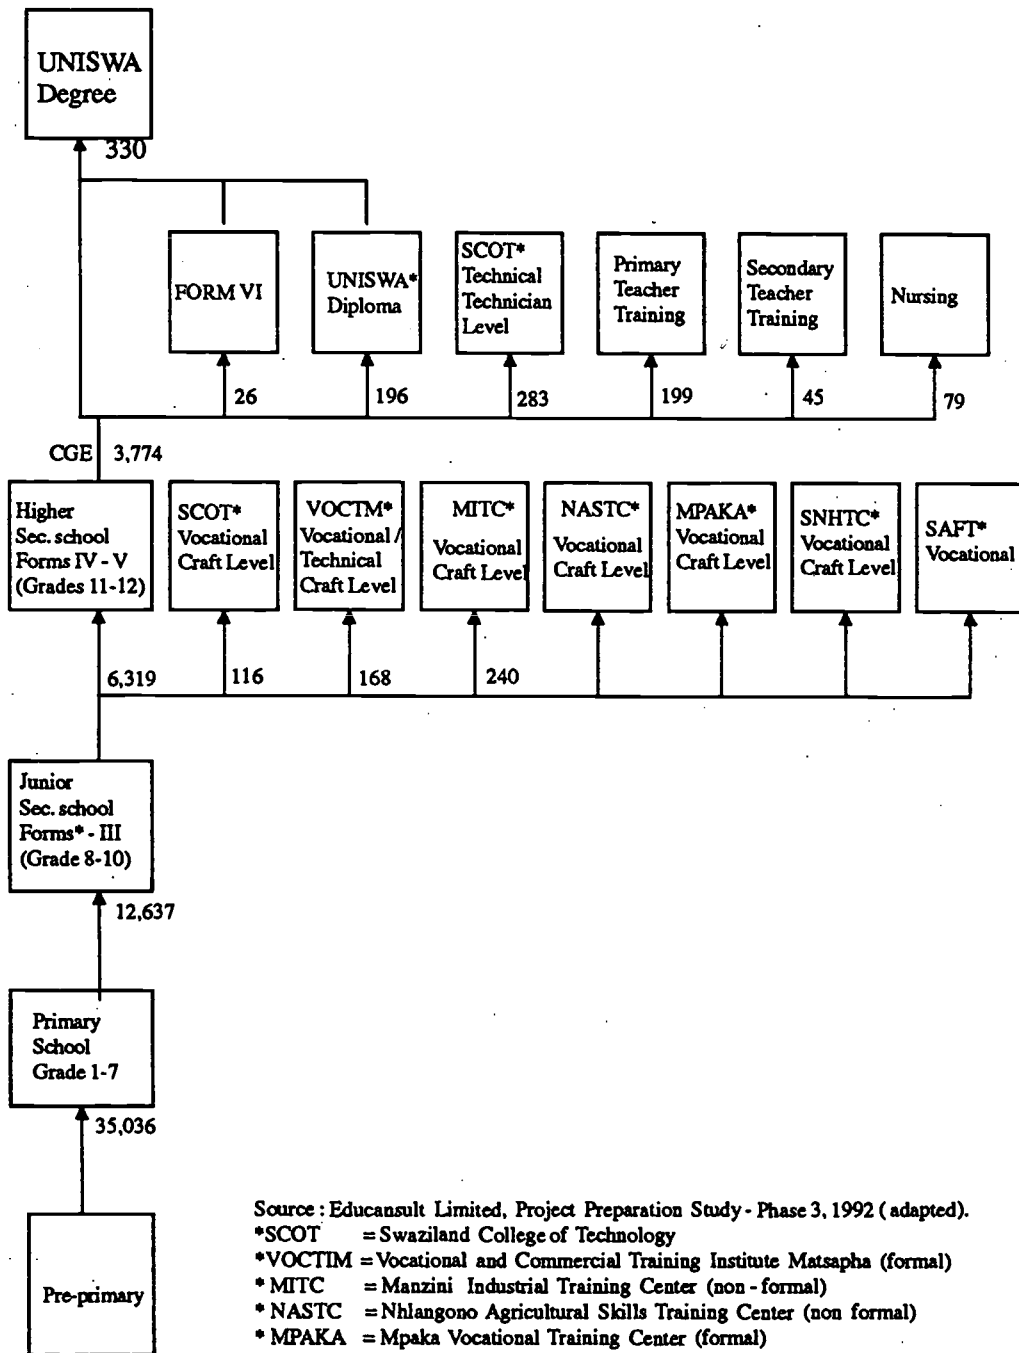 UNISWA
Degree
330
FORM VI
UNISWA*
Diploma
SCOT*
Technical
Technician
Level
Primary
Teacher
Training
Secondary
Teacher
Training
Nursing
26
196
283
199
45
79
CGE 3,774
Higher
Sec. school
Forms IV - V
(Grades 11-12)
SCOT*
Vocational
Craft Level
VOCTM*
Vocational /
Technical
Craft Level
MITC*
Vocational
Craft Level
NASTC*
Vocational
Craft Level
MPAKA*
Vocational
Craft Level
SNHTC*
Vocational
Craft Level
SAFT*
Vocational
6,319
116
168
240
Junior
Sec. school
Forms* - III
(Grade 8-10)
12,637
Primary
School
Grade 1-7
35,036
Pre-primary
Source : Educansult Limited, Project Preparation Study - Phase 3, 1992 ( adapted).
*SCOT = Swaziland College of Technology
*VOCTIM = Vocational and Commercial Training Institute Matsapha (formal)
* MITC = Manzini Industrial Training Center (non - formal)
* NASTC = Nhlangono Agricultural Skills Training Center (non formal)
* MPAKA = Mpaka Vocational Training Center (formal)